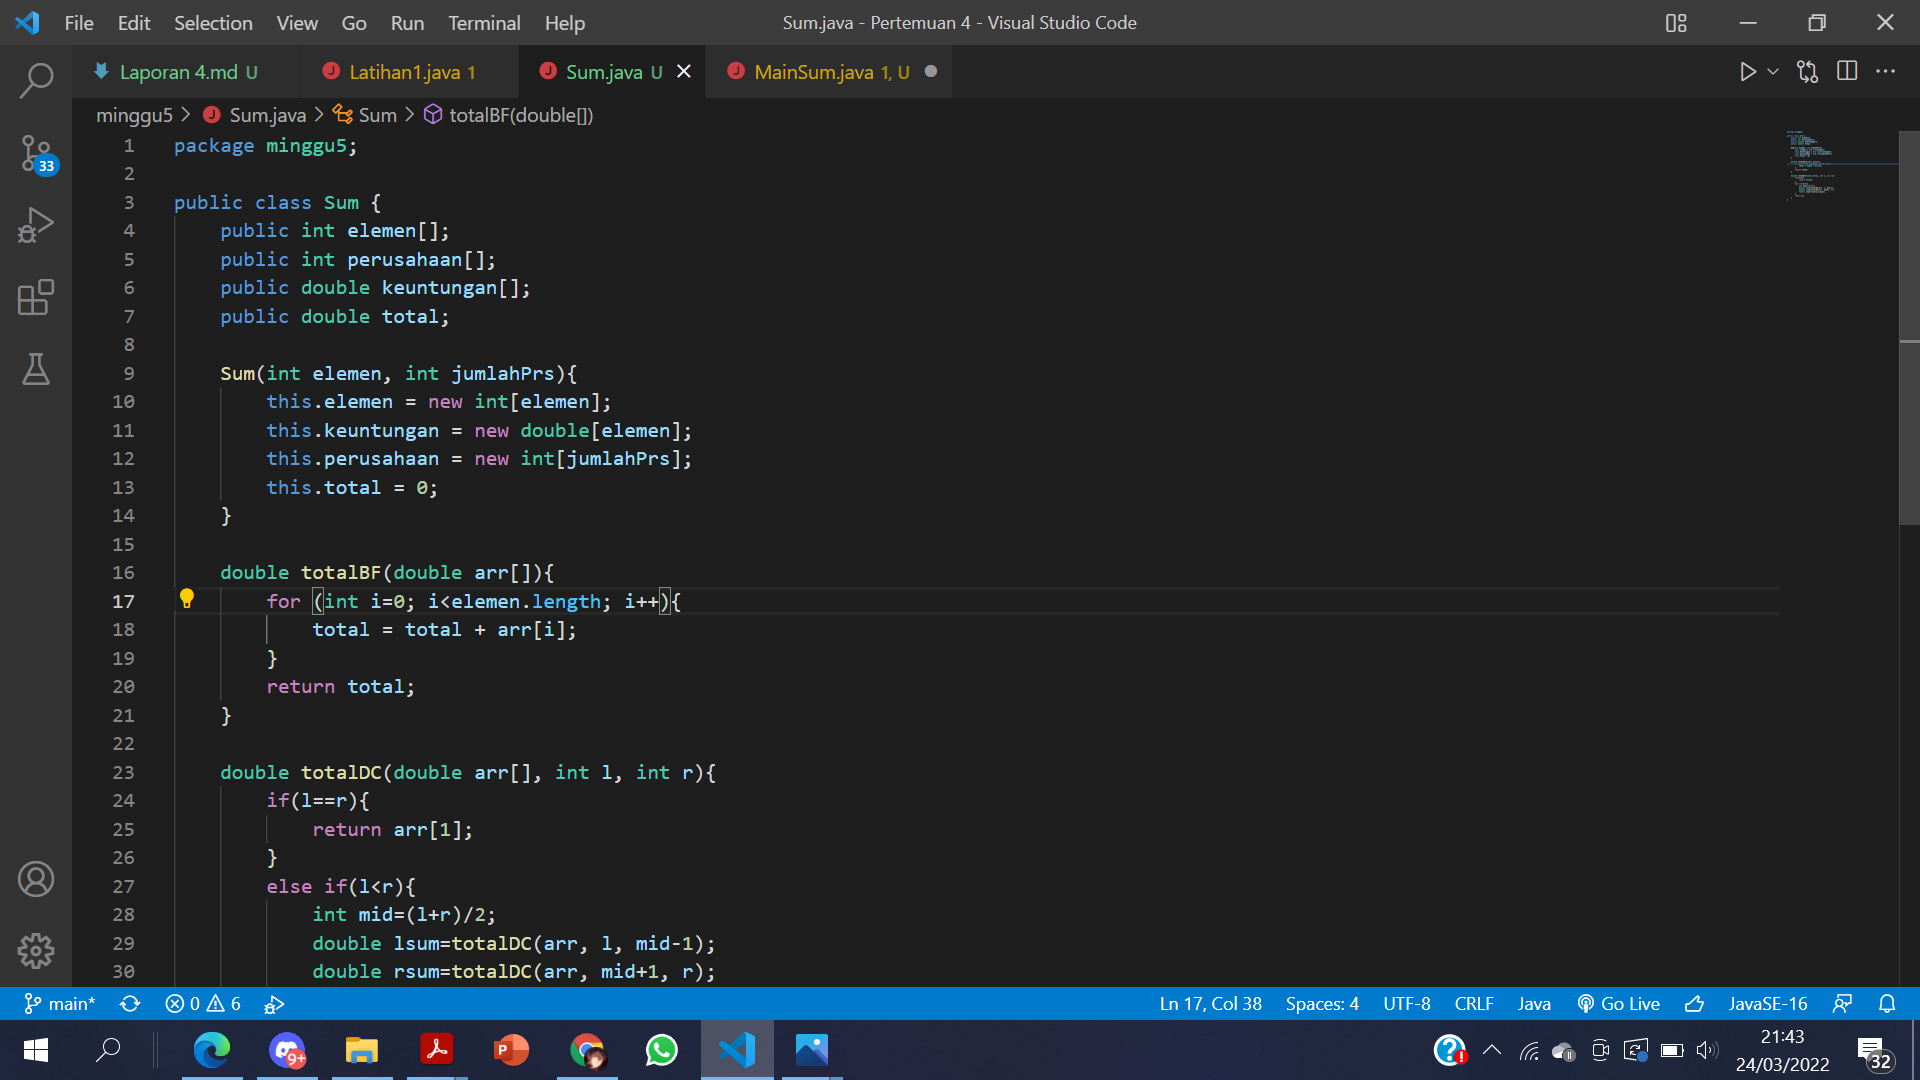 File Edit Selection View Go Run Terminal Help
Sum.java - Pertemuan 4 - Visual Studio Code
Laporan 4.md U
Latihan1.java 1
Sum.java U
MainSum.java 1, U
minggu5 > Sum.java > Sum > totalBF(double[])
1 package minggu5;
2
3 public class Sum {
4 public int elemen[];
5 public int perusahaan[];
6 public double keuntungan[];
7 public double total;
8
9 Sum(int elemen, int jumlahPrs){
10 this.elemen = new int[elemen];
11 this.keuntungan = new double[elemen];
12 this.perusahaan = new int[jumlahPrs];
13 this.total = 0;
14 }
15
16 double totalBF(double arr[]){
17 for (int i=0; i<elemen.length; i++){
18 total = total + arr[i];
19 }
20 return total;
21 }
22
23 double totalDC(double arr[], int l, int r){
24 if(l==r){
25 return arr[1];
26 }
27 else if(l<r){
28 int mid=(l+r)/2;
29 double lsum=totalDC(arr, l, mid-1);
30 double rsum=totalDC(arr, mid+1, r);
33
main*
0 6
Ln 17, Col 38
Spaces: 4
UTF-8
CRLF
Java
Go Live
JavaSE-16
9+
21:43
24/03/2022
32